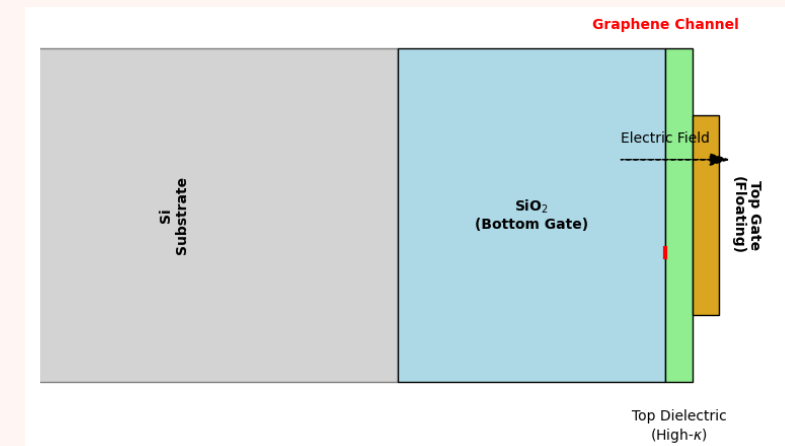 Graphene Channel
Electric Field
Si
Substrate
SiO₂
(Bottom Gate)
Top Gate
(Floating)
Top Dielectric
(High-κ)